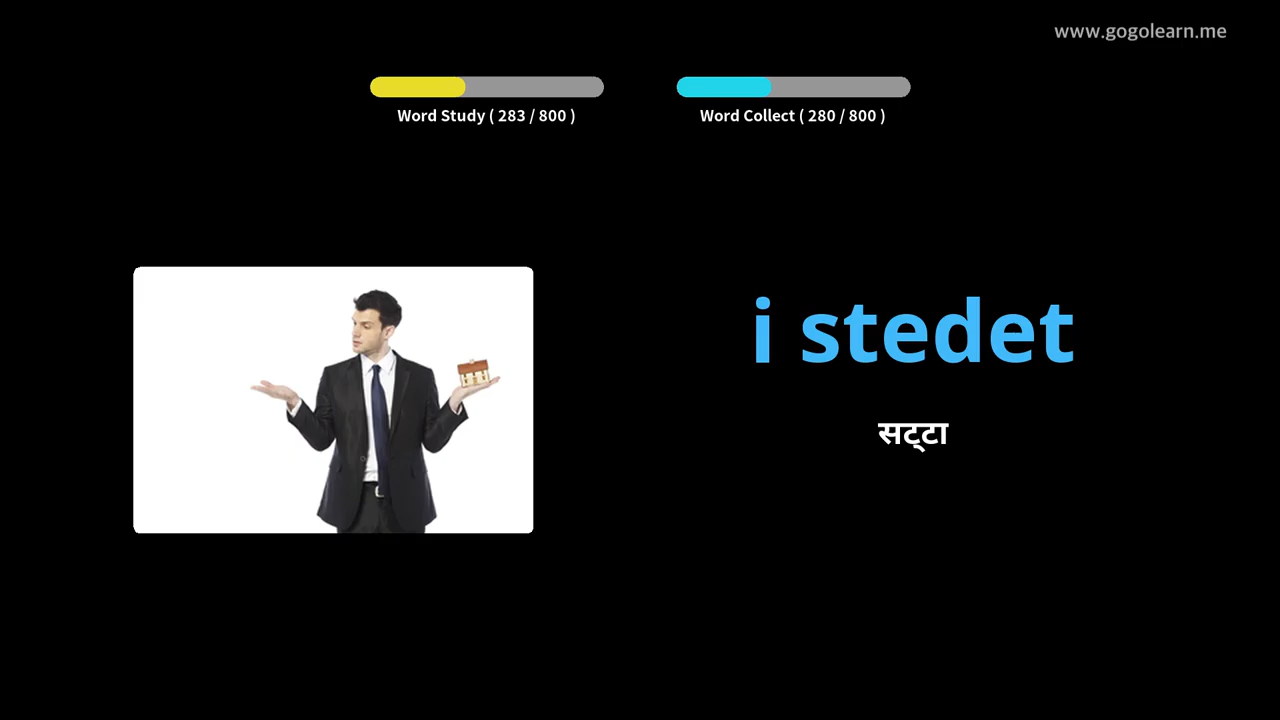 www.gogolearn.me
Word Study ( 283 / 800 )
Word Collect ( 280 / 800 )
i stedet
सट्टा